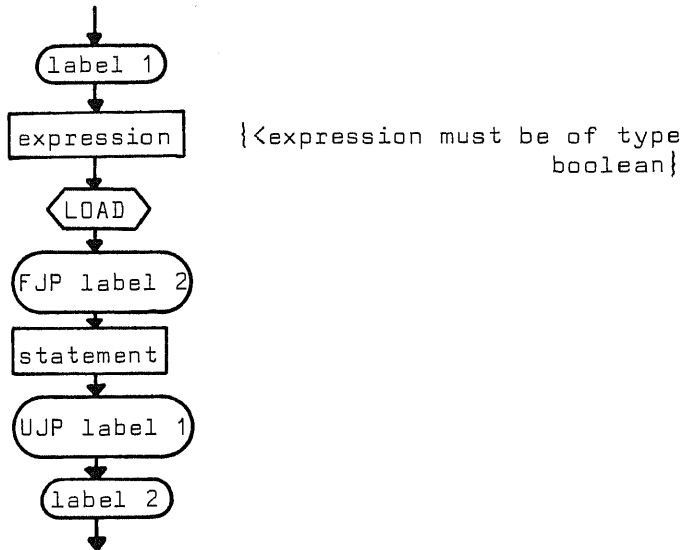 label 1
expression {<expression must be of type
boolean}
LOAD
FJP label 2
statement
UJP label 1
label 2